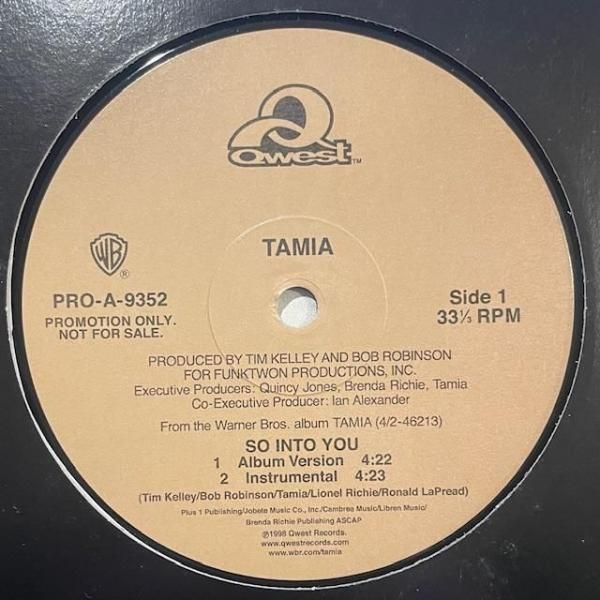 Qwest™
TAMIA
WB®
PRO-A-9352
PROMOTION ONLY.
NOT FOR SALE.
Side 1
33⅓ RPM
PRODUCED BY TIM KELLEY AND BOB ROBINSON
FOR FUNKTWON PRODUCTIONS, INC.
Executive Producers: Quincy Jones, Brenda Richie, Tamia
Co-Executive Producer: Ian Alexander
From the Warner Bros. album TAMIA (4/2-46213)
SO INTO YOU
1 Album Version 4:22
2 Instrumental 4:23
(Tim Kelley/Bob Robinson/Tamia/Lionel Richie/Ronald LaPread)
Plus 1 Publishing/Jobete Music Co., Inc./Cambrea Music/Libren Music/
Brenda Richie Publishing ASCAP
℗1998 Qwest Records.
www.qwestrecords.com
www.wbr.com/tamia